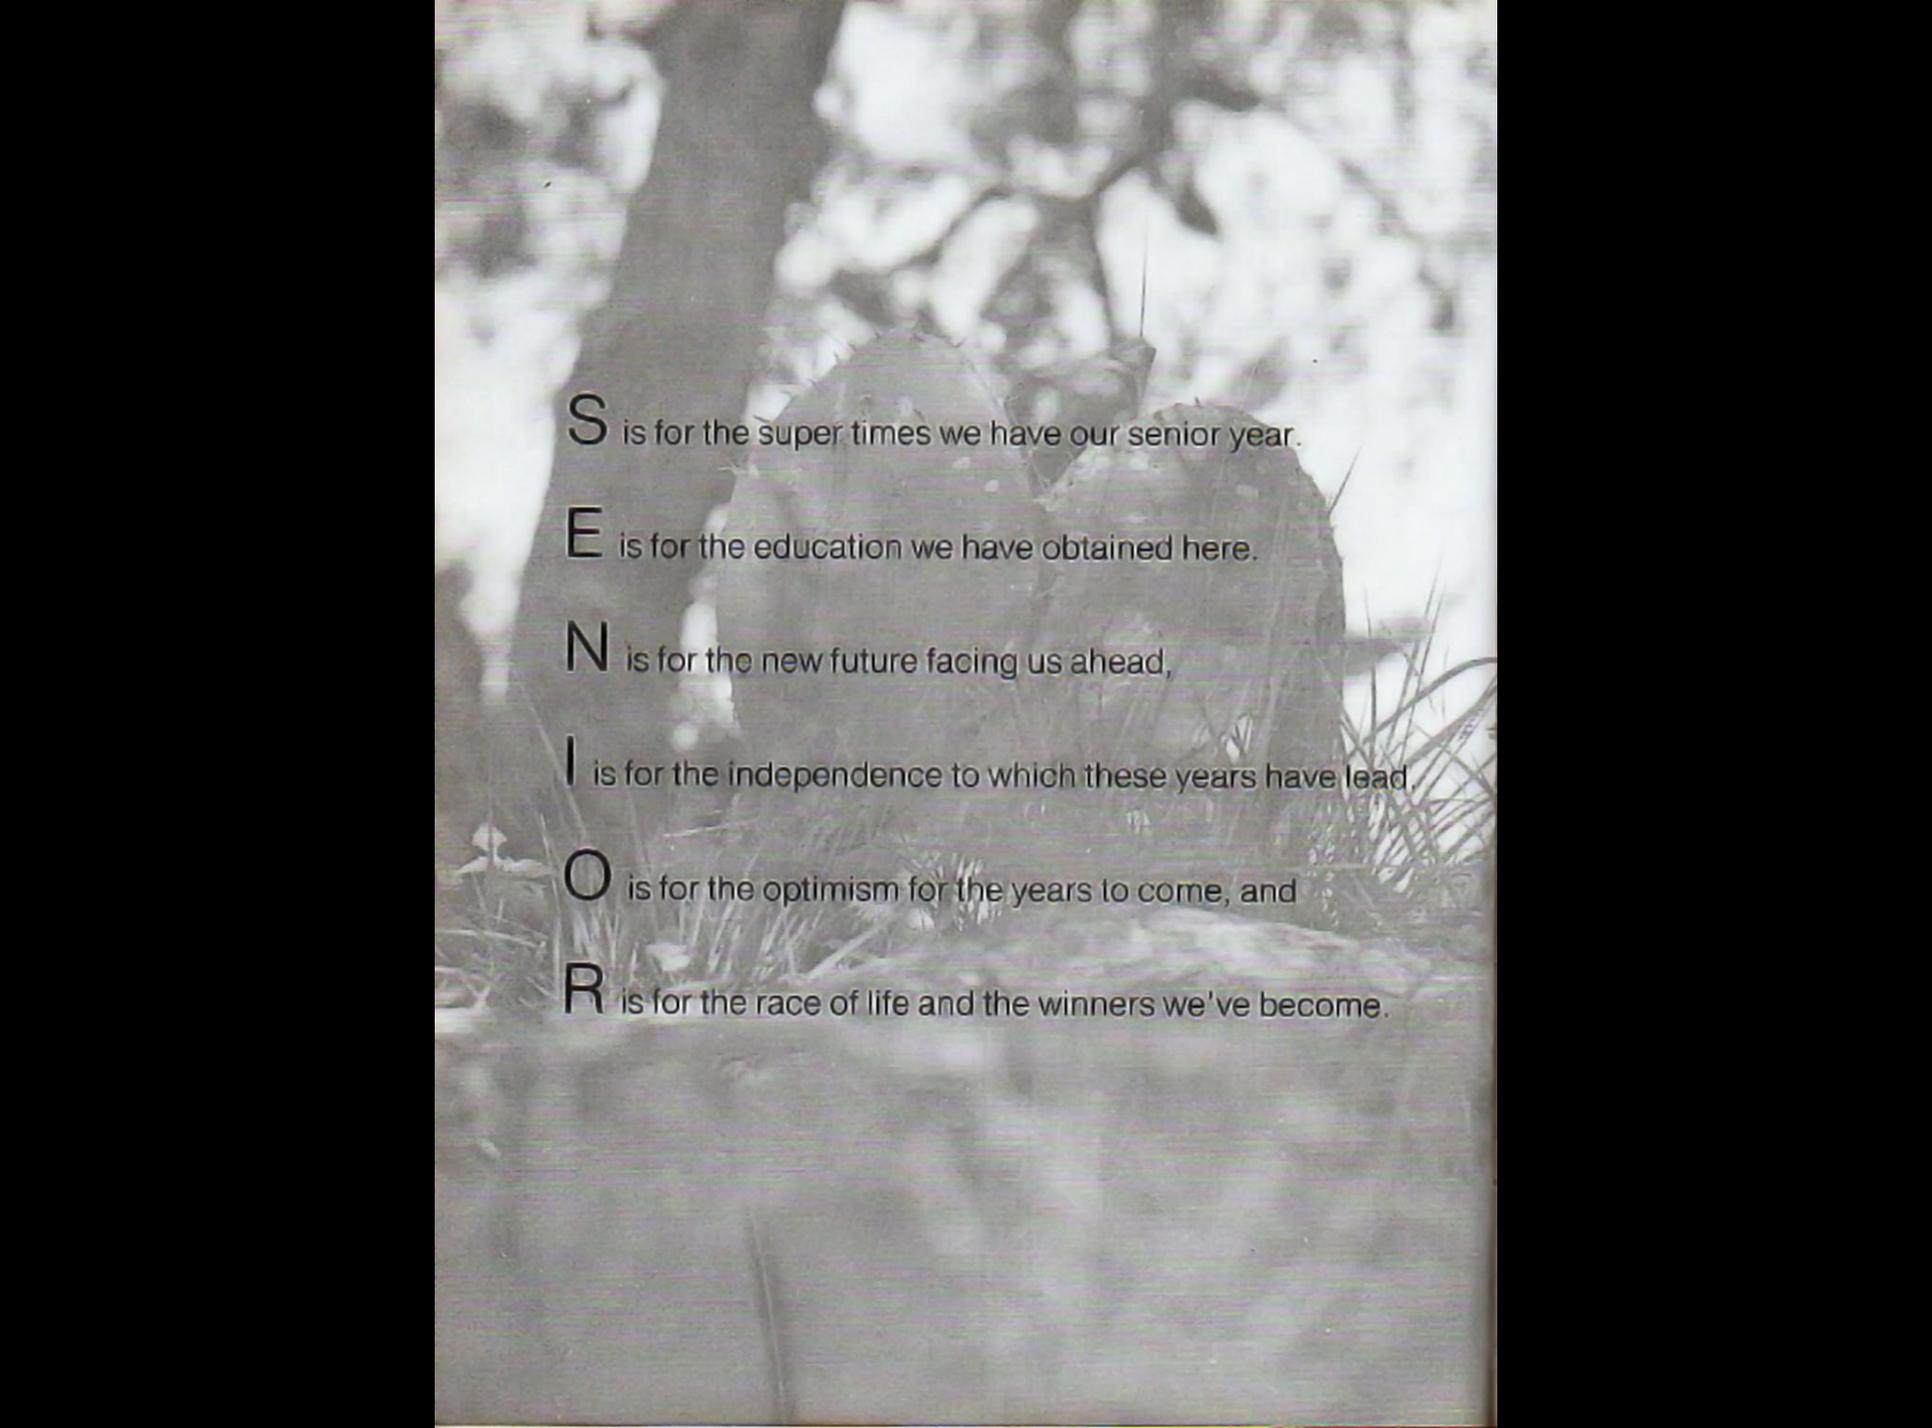 S is for the super times we have our senior year.
E is for the education we have obtained here.
N is for the new future facing us ahead,
I is for the independence to which these years have lead,
O is for the optimism for the years to come, and
R is for the race of life and the winners we've become.